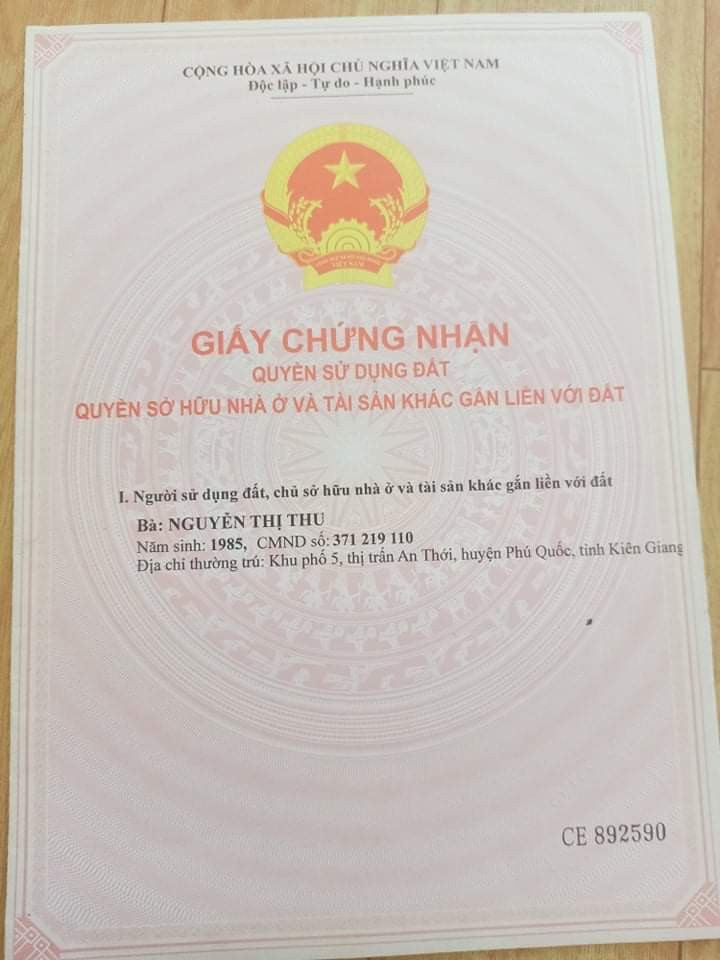 CỘNG HÒA XÃ HỘI CHỦ NGHĨA VIỆT NAM
Độc lập - Tự do - Hạnh phúc
VIỆT NAM
GIẤY CHỨNG NHẬN
QUYỀN SỬ DỤNG ĐẤT
QUYỀN SỞ HỮU NHÀ Ở VÀ TÀI SẢN KHÁC GẮN LIỀN VỚI ĐẤT
I. Người sử dụng đất, chủ sở hữu nhà ở và tài sản khác gắn liền với đất
Bà: NGUYỄN THỊ THU
Năm sinh: 1985, CMND số: 371 219 110
Địa chỉ thường trú: Khu phố 5, thị trấn An Thới, huyện Phú Quốc, tỉnh Kiên Giang
CE 892590